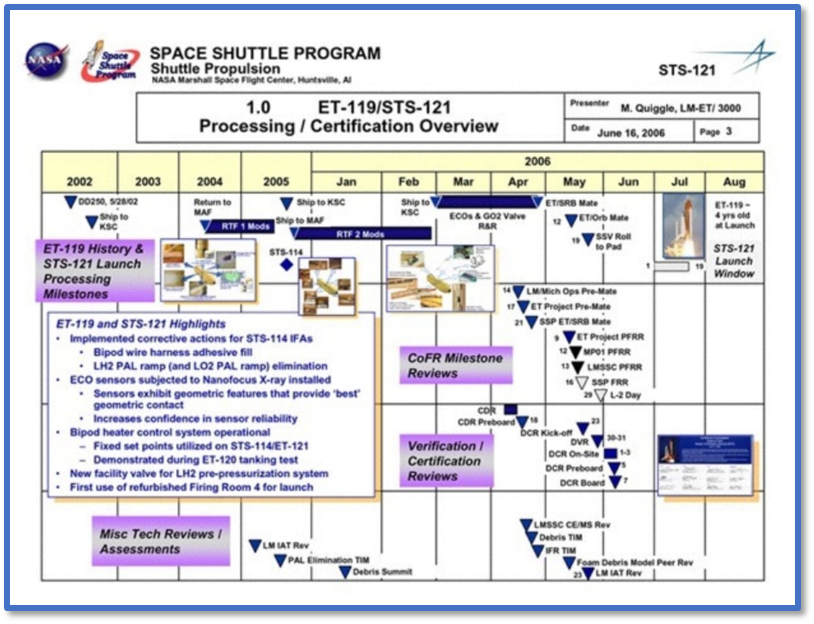 NASA
Space
Shuttle
Program
SPACE SHUTTLE PROGRAM
Shuttle Propulsion
NASA Marshall Space Flight Center, Huntsville, Al
STS-121
1.0 ET-119/STS-121
Processing / Certification Overview
Presenter M. Quiggle, LM-ET/ 3000
Date June 16, 2006 Page 3
2006
2002 2003 2004 2005 Jan Feb Mar Apr May Jun Jul Aug
DD250, 5/28/02
Ship to
KSC
Return to
MAF
RTF 1 Mods
Ship to KSC
Ship to MAF
RTF 2 Mods
STS-114
Ship to
KSC
ECOs & GO2 Valve
R&R
ET/SRB Mate
12 ET/Orb Mate
19 SSV Roll
to Pad
1 19
ET-119 ~
4 yrs old
at Launch
STS-121
Launch
Window
ET-119 History &
STS-121 Launch
Processing
Milestones
ET-119 and STS-121 Highlights
• Implemented corrective actions for STS-114 IFAs
• Bipod wire harness adhesive fill
• LH2 PAL ramp (and LO2 PAL ramp) elimination
• ECO sensors subjected to Nanofocus X-ray installed
• Sensors exhibit geometric features that provide 'best'
geometric contact
• Increases confidence in sensor reliability
• Bipod heater control system operational
– Fixed set points utilized on STS-114/ET-121
– Demonstrated during ET-120 tanking test
• New facility valve for LH2 pre-pressurization system
• First use of refurbished Firing Room 4 for launch
CoFR Milestone
Reviews
14 LM/Mich Ops Pre-Mate
17 ET Project Pre-Mate
21 SSP ET/SRB Mate
9 ET Project PFRR
12 MP01 PFRR
13 LMSSC PFRR
16 SSP FRR
29 L-2 Day
Verification /
Certification
Reviews
CDR
CDR Preboard 18
DCR Kick-off 23
DVR 30-31
DCR On-Site 1-3
DCR Preboard 5
DCR Board 7
Misc Tech Reviews /
Assessments
LM IAT Rev
PAL Elimination TIM
Debris Summit
LMSSC CE/MS Rev
Debris TIM
IFR TIM
Foam Debris Model Peer Rev
23 LM IAT Rev